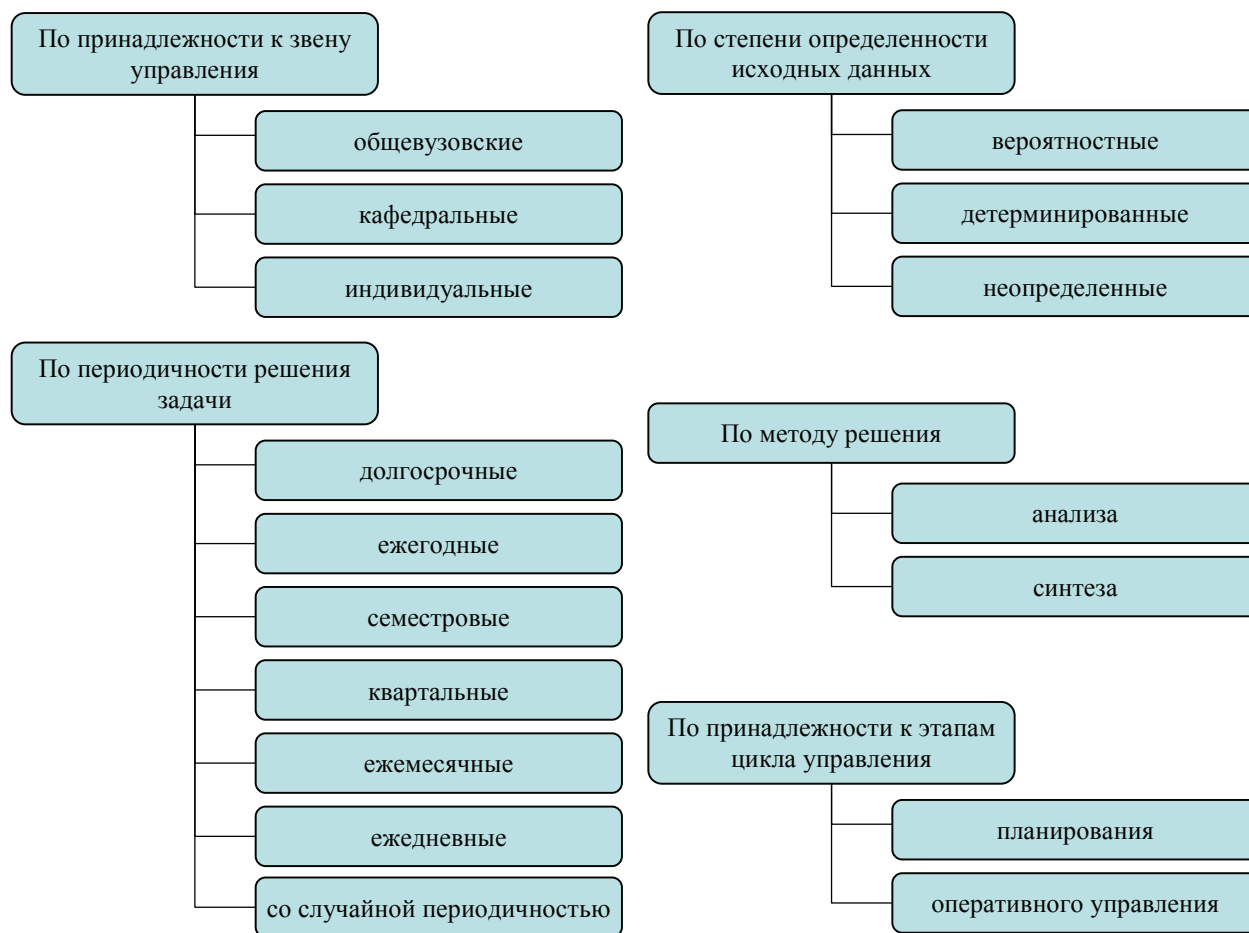 По принадлежности к звену
управления
общевузовские
кафедральные
индивидуальные
По периодичности решения
задачи
долгосрочные
ежегодные
семестровые
квартальные
ежемесячные
ежедневные
со случайной периодичностью
По степени определенности
исходных данных
вероятностные
детерминированные
неопределенные
По методу решения
анализа
синтеза
По принадлежности к этапам
цикла управления
планирования
оперативного управления